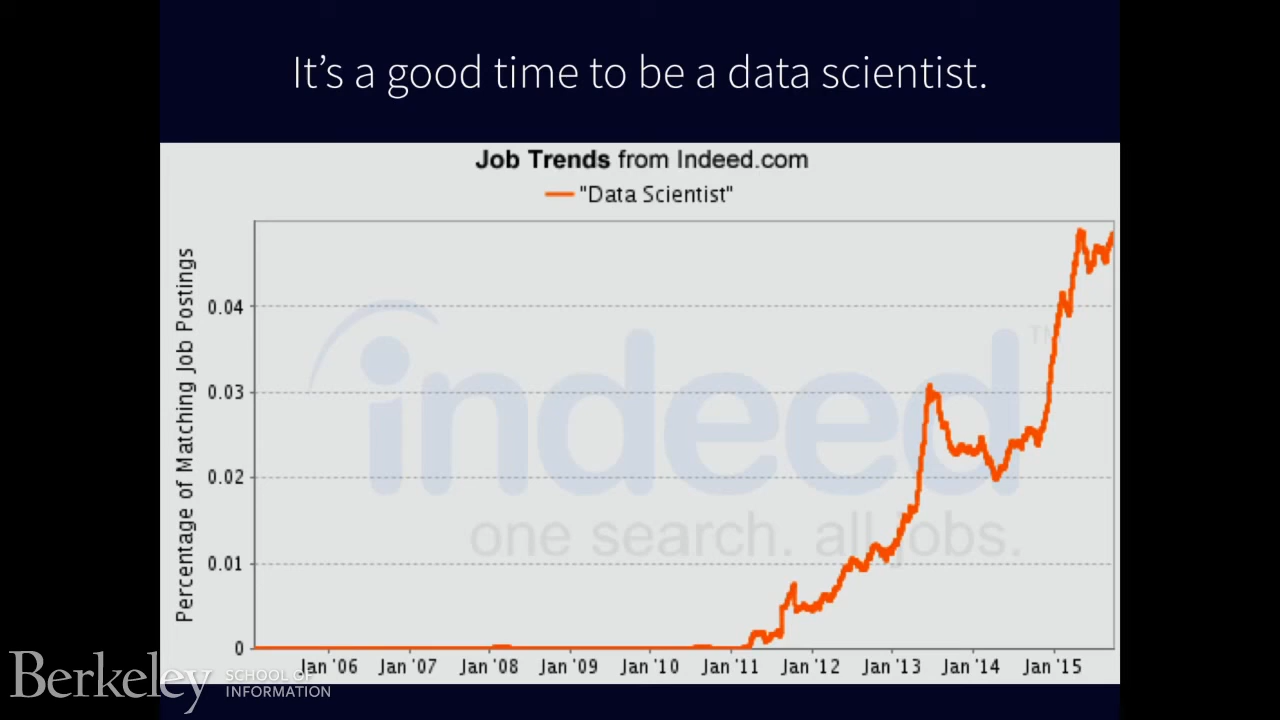 It's a good time to be a data scientist.
Job Trends from Indeed.com
"Data Scientist"
Percentage of Matching Job Postings
0.04
0.03
0.02
0.01
0
indeed
TM
one search. all jobs.
Jan '06 Jan '07 Jan '08 Jan '09 Jan '10 Jan '11 Jan '12 Jan '13 Jan '14 Jan '15
Berkeley SCHOOL OF
INFORMATION